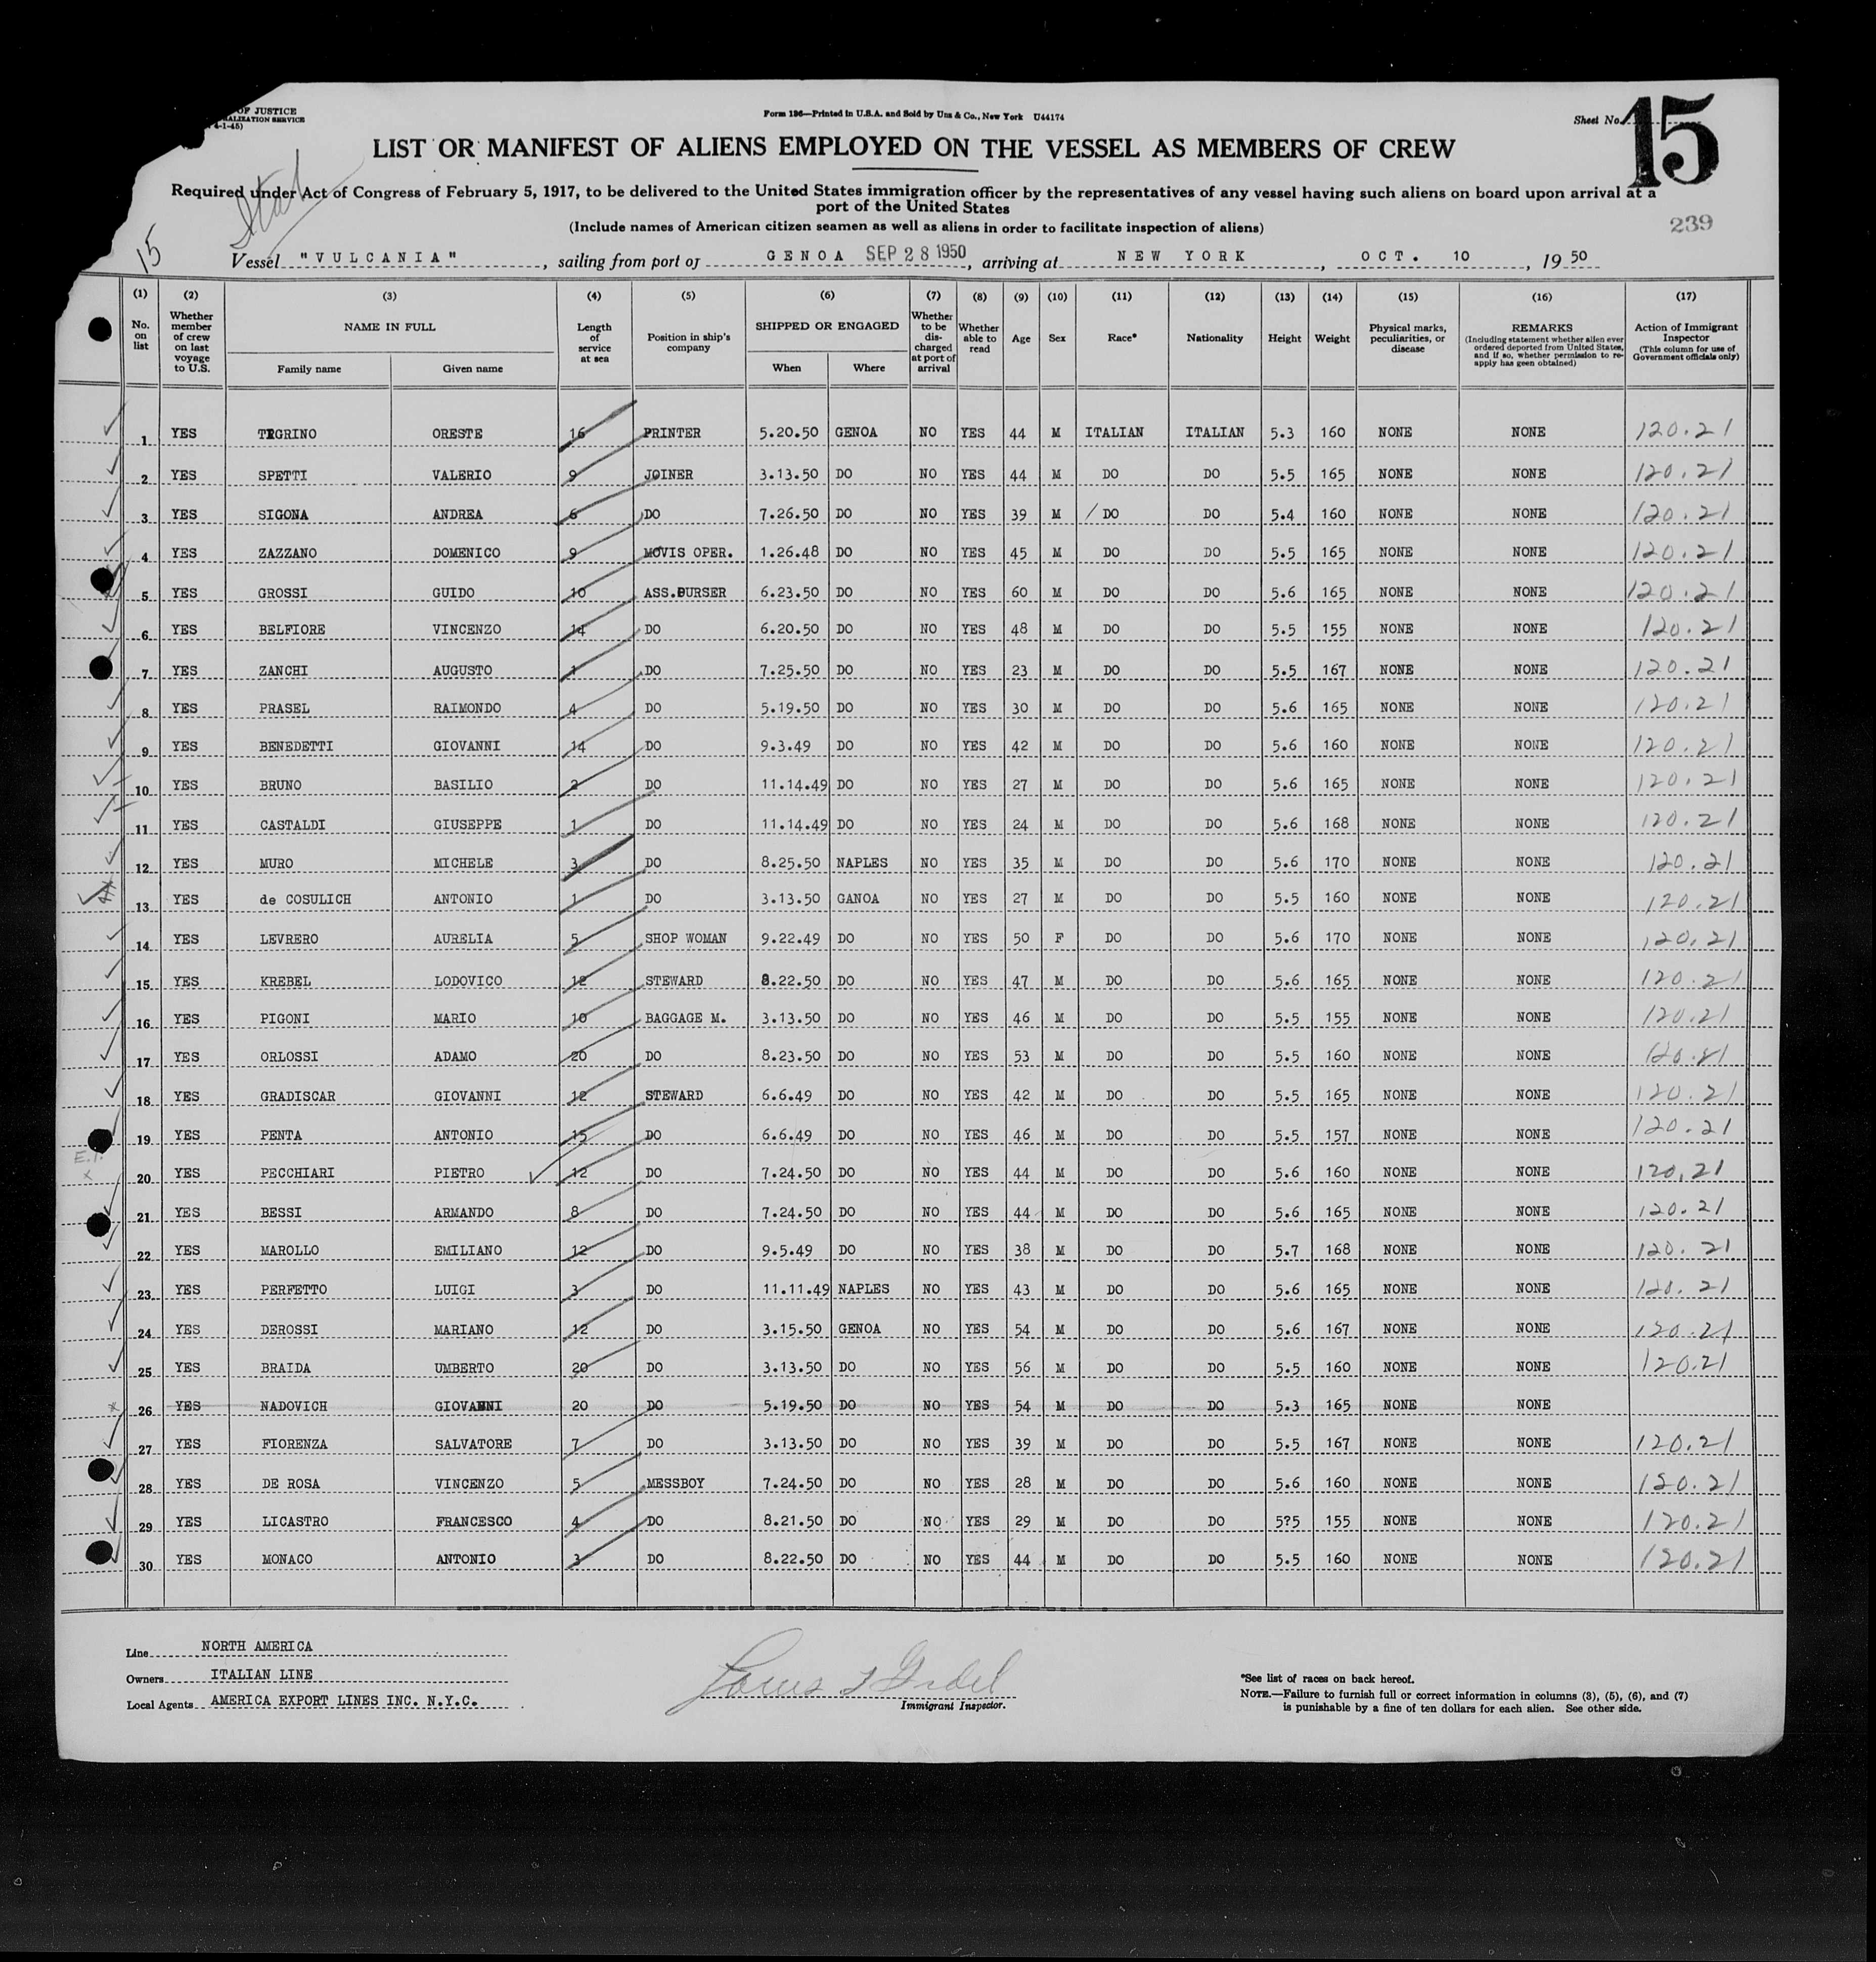 OF JUSTICE
ALIZATION SERVICE
4-1-45)
Form 186—Printed in U.S.A. and Sold by Unz & Co., New York U44174
Sheet No. 15
LIST OR MANIFEST OF ALIENS EMPLOYED ON THE VESSEL AS MEMBERS OF CREW
Required under Act of Congress of February 5, 1917, to be delivered to the United States immigration officer by the representatives of any vessel having such aliens on board upon arrival at a
port of the United States
(Include names of American citizen seamen as well as aliens in order to facilitate inspection of aliens)
239
15
Vessel "VULCANIA", sailing from port of GENOA SEP 28 1950, arriving at NEW YORK, OCT. 10, 1950
(1) (2) (3) (4) (5) (6) (7) (8) (9) (10) (11) (12) (13) (14) (15) (16) (17)
No. on list Whether member of crew on last voyage to U.S. NAME IN FULL Length of service at sea Position in ship's company SHIPPED OR ENGAGED Whether to be discharged at port of arrival Whether able to read Age Sex Race* Nationality Height Weight Physical marks, peculiarities, or disease REMARKS (Including statement whether alien ever ordered deported from United States, and if so, whether permission to re-apply has geen obtained) Action of Immigrant Inspector (This column for use of Government officials only)
Family name Given name When Where
1 YES TEGRINO ORESTE 16 PRINTER 5.20.50 GENOA NO YES 44 M ITALIAN ITALIAN 5.3 160 NONE NONE 120.21
2 YES SPETTI VALERIO 9 JOINER 3.13.50 DO NO YES 44 M DO DO 5.5 165 NONE NONE 120.21
3 YES SIGONA ANDREA 6 DO 7.26.50 DO NO YES 39 M DO DO 5.4 160 NONE NONE 120.21
4 YES ZAZZANO DOMENICO 9 MOVIS OPER. 1.26.48 DO NO YES 45 M DO DO 5.5 165 NONE NONE 120.21
5 YES GROSSI GUIDO 10 ASS.PURSER 6.23.50 DO NO YES 60 M DO DO 5.6 165 NONE NONE 120.21
6 YES BELFIORE VINCENZO 14 DO 6.20.50 DO NO YES 48 M DO DO 5.5 155 NONE NONE 120.21
7 YES ZANCHI AUGUSTO 1 DO 7.25.50 DO NO YES 23 M DO DO 5.5 167 NONE NONE 120.21
8 YES PRASEL RAIMONDO 4 DO 5.19.50 DO NO YES 30 M DO DO 5.6 165 NONE NONE 120.21
9 YES BENEDETTI GIOVANNI 14 DO 9.3.49 DO NO YES 42 M DO DO 5.6 160 NONE NONE 120.21
10 YES BRUNO BASILIO 2 DO 11.14.49 DO NO YES 27 M DO DO 5.6 165 NONE NONE 120.21
11 YES CASTALDI GIUSEPPE 1 DO 11.14.49 DO NO YES 24 M DO DO 5.6 168 NONE NONE 120.21
12 YES MURO MICHELE 3 DO 8.25.50 NAPLES NO YES 35 M DO DO 5.6 170 NONE NONE 120.21
13 YES de COSULICH ANTONIO 1 DO 3.13.50 GANOA NO YES 27 M DO DO 5.5 160 NONE NONE 120.21
14 YES LEVRERO AURELIA 5 SHOP WOMAN 9.22.49 DO NO YES 50 F DO DO 5.6 170 NONE NONE 120.21
15 YES KREBEL LODOVICO 12 STEWARD 8.22.50 DO NO YES 47 M DO DO 5.6 165 NONE NONE 120.21
16 YES PIGONI MARIO 10 BAGGAGE M. 3.13.50 DO NO YES 46 M DO DO 5.5 155 NONE NONE 120.21
17 YES ORLOSSI ADAMO 20 DO 8.23.50 DO NO YES 53 M DO DO 5.5 160 NONE NONE 120.21
18 YES GRADISCAR GIOVANNI 12 STEWARD 6.6.49 DO NO YES 42 M DO DO 5.5 165 NONE NONE 120.21
19 YES PENTA ANTONIO 15 DO 6.6.49 DO NO YES 46 M DO DO 5.5 157 NONE NONE 120.21
E.I. x 20 YES PECCHIARI PIETRO 12 DO 7.24.50 DO NO YES 44 M DO DO 5.6 160 NONE NONE 120.21
21 YES BESSI ARMANDO 8 DO 7.24.50 DO NO YES 44 M DO DO 5.6 165 NONE NONE 120.21
22 YES MAROLLO EMILIANO 12 DO 9.5.49 DO NO YES 38 M DO DO 5.7 168 NONE NONE 120.21
23 YES PERFETTO LUIGI 3 DO 11.11.49 NAPLES NO YES 43 M DO DO 5.6 165 NONE NONE 120.21
24 YES DEROSSI MARIANO 12 DO 3.15.50 GENOA NO YES 54 M DO DO 5.6 167 NONE NONE 120.21
25 YES BRAIDA UMBERTO 20 DO 3.13.50 DO NO YES 56 M DO DO 5.5 160 NONE NONE 120.21
x 26 YES NADOVICH GIOVANNI 20 DO 5.19.50 DO NO YES 54 M DO DO 5.3 165 NONE NONE
27 YES FIORENZA SALVATORE 7 DO 3.13.50 DO NO YES 39 M DO DO 5.5 167 NONE NONE 120.21
28 YES DE ROSA VINCENZO 5 MESSBOY 7.24.50 DO NO YES 28 M DO DO 5.6 160 NONE NONE 120.21
29 YES LICASTRO FRANCESCO 4 DO 8.21.50 DO NO YES 29 M DO DO 5?5 155 NONE NONE 120.21
30 YES MONACO ANTONIO 3 DO 8.22.50 DO NO YES 44 M DO DO 5.5 160 NONE NONE 120.21
Line NORTH AMERICA
Owners ITALIAN LINE
Local Agents AMERICA EXPORT LINES INC. N.Y.C.
Immigrant Inspector.
*See list of races on back hereof.
NOTE.—Failure to furnish full or correct information in columns (3), (5), (6), and (7)
is punishable by a fine of ten dollars for each alien. See other side.